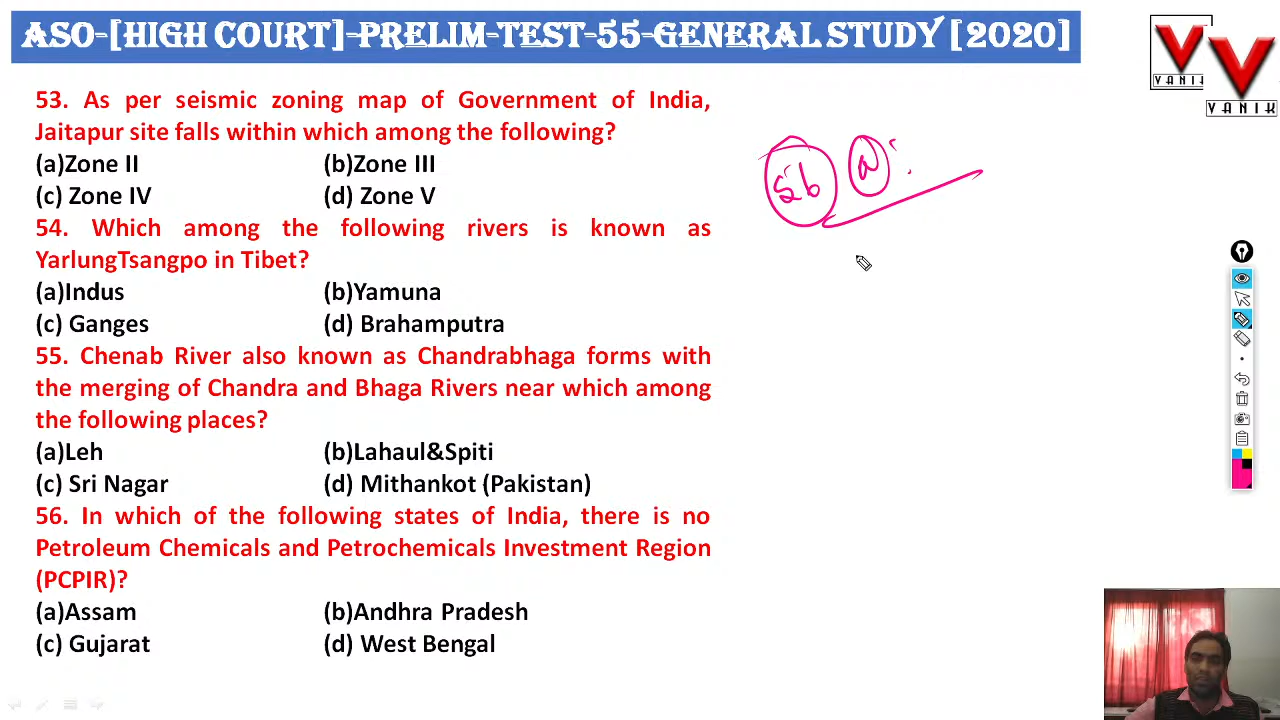 ASO-[HIGH COURT]-PRELIM-TEST-55-GENERAL STUDY [2020]
VANIK
VANIK
53. As per seismic zoning map of Government of India,
Jaitapur site falls within which among the following?
(a)Zone II (b)Zone III
(c) Zone IV (d) Zone V
54. Which among the following rivers is known as
YarlungTsangpo in Tibet?
(a)Indus (b)Yamuna
(c) Ganges (d) Brahamputra
55. Chenab River also known as Chandrabhaga forms with
the merging of Chandra and Bhaga Rivers near which among
the following places?
(a)Leh (b)Lahaul&Spiti
(c) Sri Nagar (d) Mithankot (Pakistan)
56. In which of the following states of India, there is no
Petroleum Chemicals and Petrochemicals Investment Region
(PCPIR)?
(a)Assam (b)Andhra Pradesh
(c) Gujarat (d) West Bengal
56 a